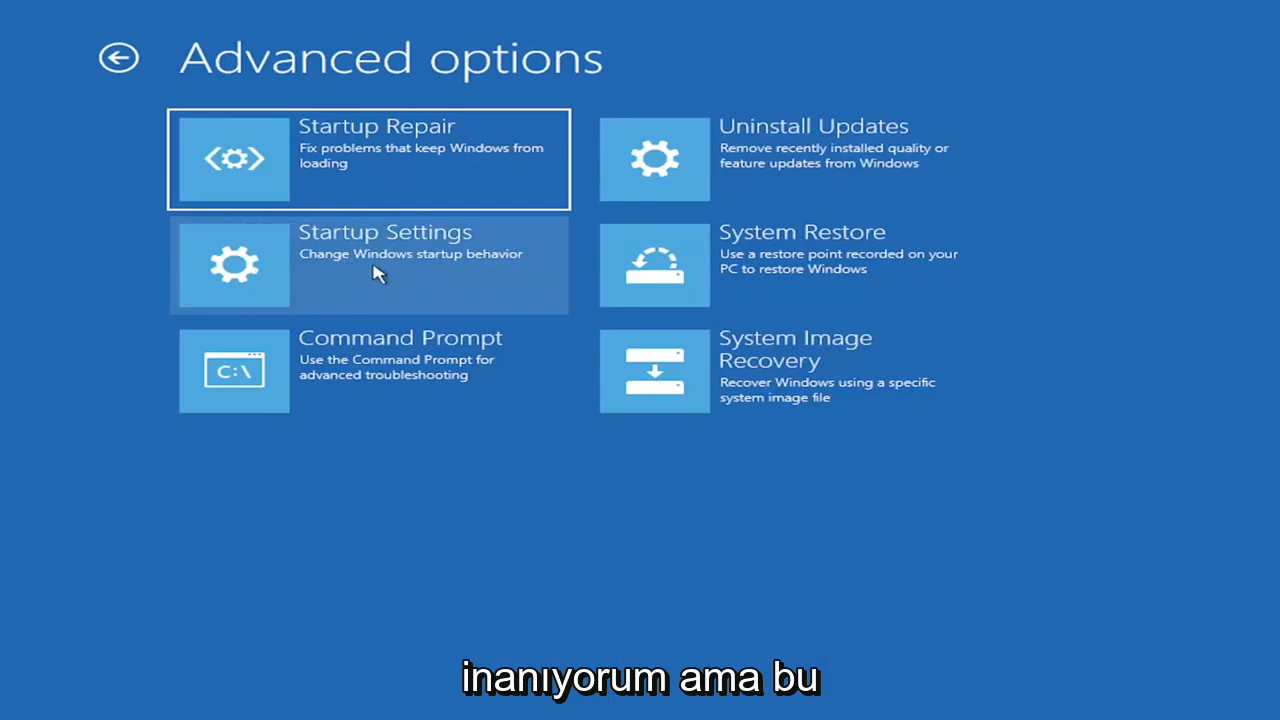 Advanced options
Startup Repair
Fix problems that keep Windows from
loading
Startup Settings
Change Windows startup behavior
C:\
Command Prompt
Use the Command Prompt for
advanced troubleshooting
Uninstall Updates
Remove recently installed quality or
feature updates from Windows
System Restore
Use a restore point recorded on your
PC to restore Windows
System Image
Recovery
Recover Windows using a specific
system image file
inanıyorum ama bu